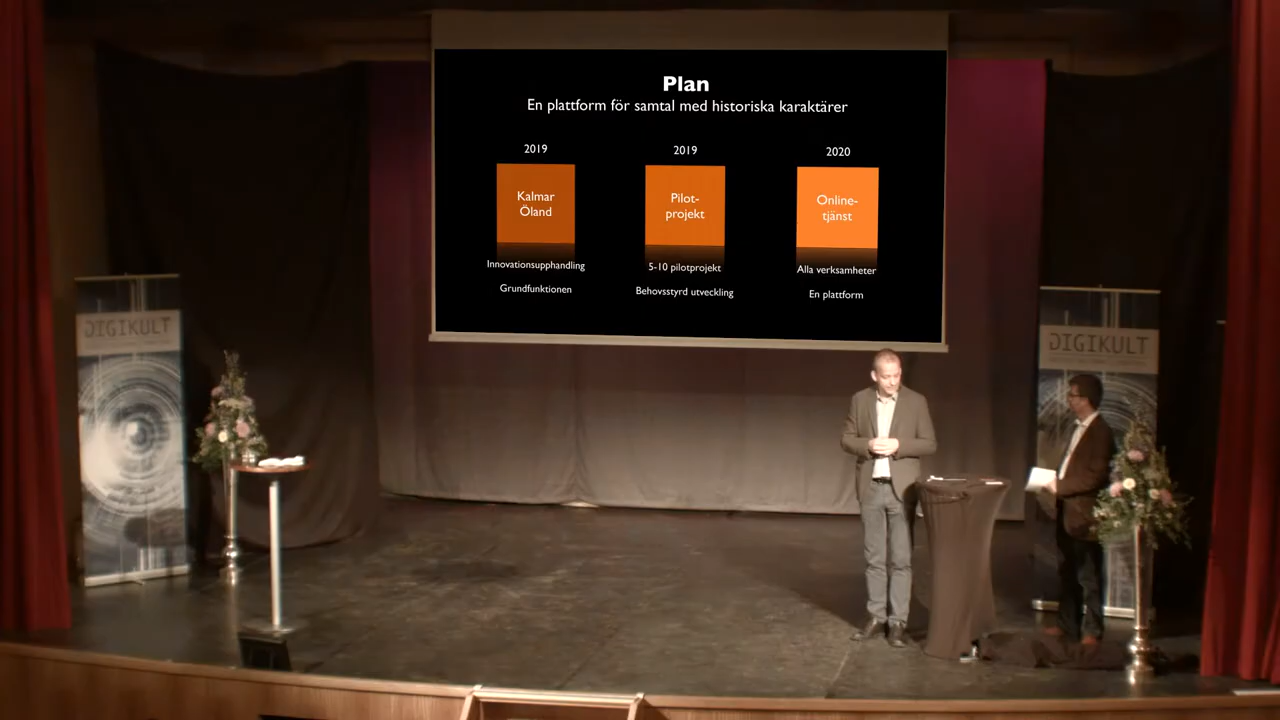 Plan
En plattform för samtal med historiska karaktärer
2019
Kalmar
Öland
Innovationsupphandling
Grundfunktionen
2019
Pilot-
projekt
5-10 pilotprojekt
Behovsstyrd utveckling
2020
Online-
tjänst
Alla verksamheter
En plattform
DIGIKULT
DIGIKULT